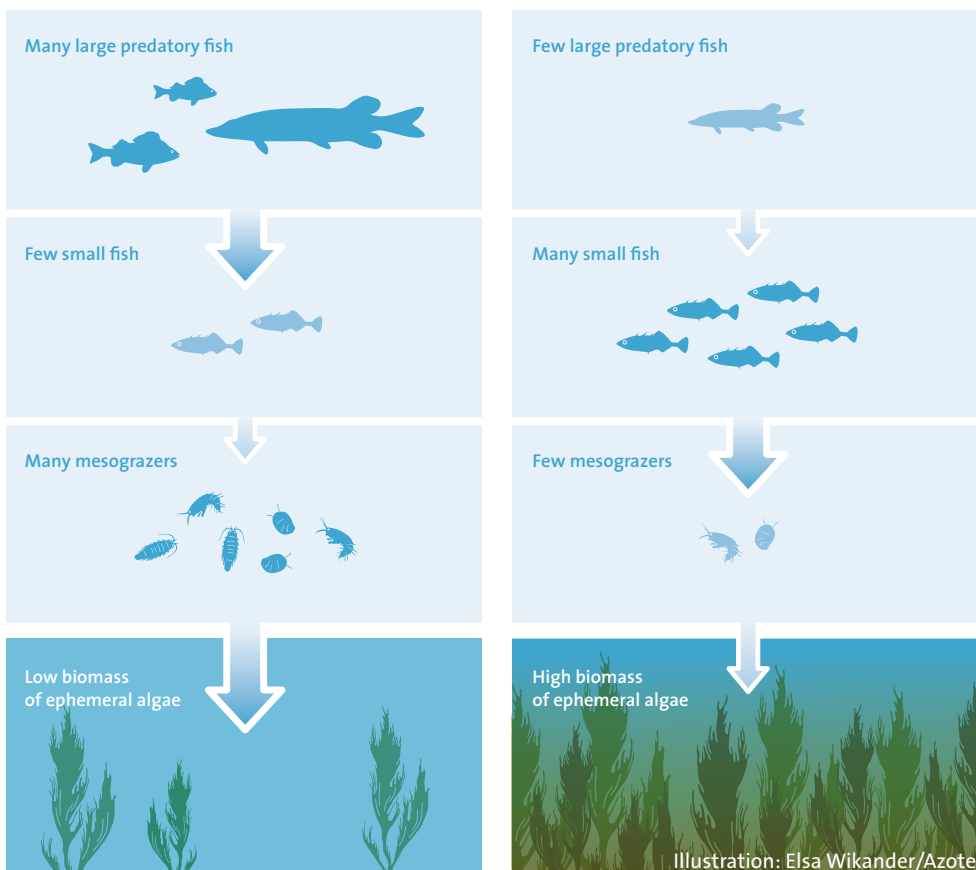 Many large predatory fish
Few small fish
Many mesograzers
Low biomass
of ephemeral algae
Few large predatory fish
Many small fish
Few mesograzers
High biomass
of ephemeral algae
Illustration: Elsa Wikander/Azote